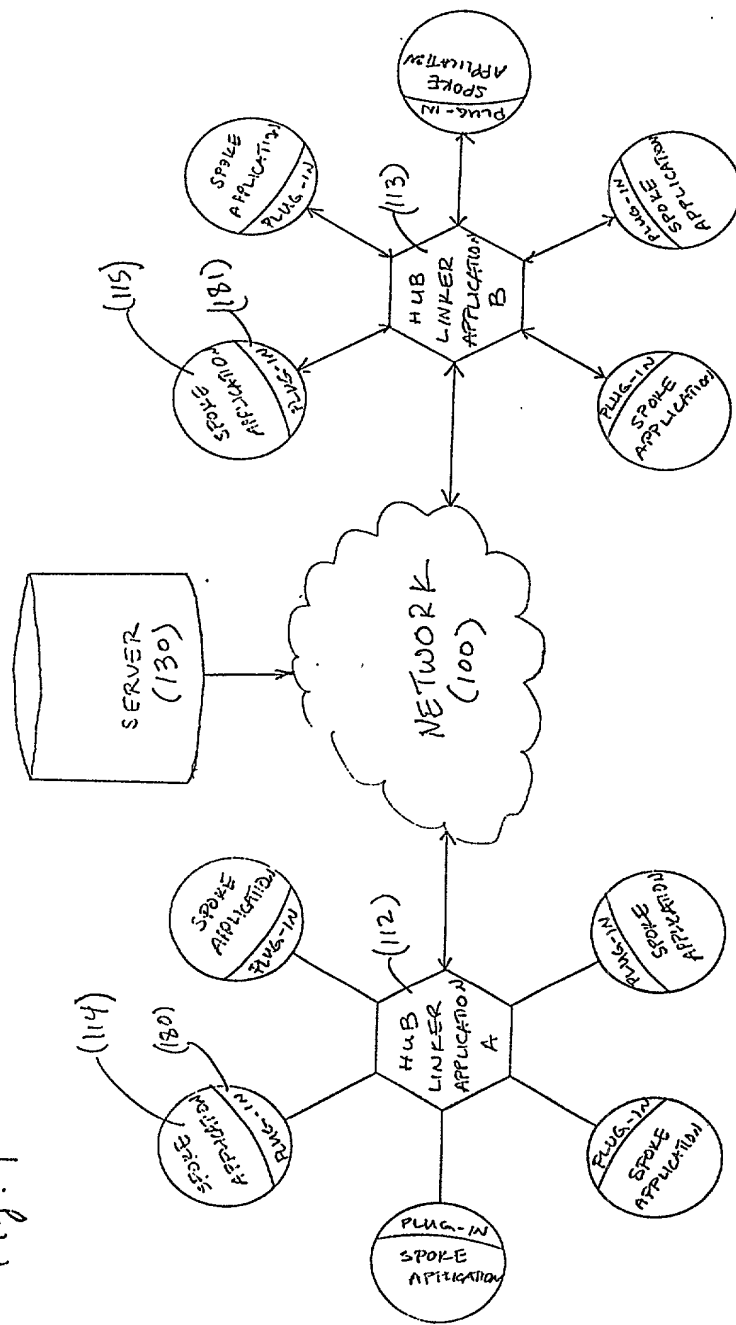 Fig. 1
SERVER
(130)
NETWORK
(100)
(114)
(180)
SPOKE
APPLICATION
PLUG-IN
SPOKE
APPLICATION
PLUG-IN
(112)
HUB
LINKER
APPLICATION
A
PLUG-IN
SPOKE
APPLICATION
PLUG-IN
SPOKE
APPLICATION
PLUG-IN
SPOKE
APPLICATION
(115)
(181)
SPOKE
APPLICATION
PLUG-IN
SPOKE
APPLICATION
PLUG-IN
(113)
HUB
LINKER
APPLICATION
B
PLUG-IN
SPOKE
APPLICATION
PLUG-IN
SPOKE
APPLICATION
PLUG-IN
SPOKE
APPLICATION